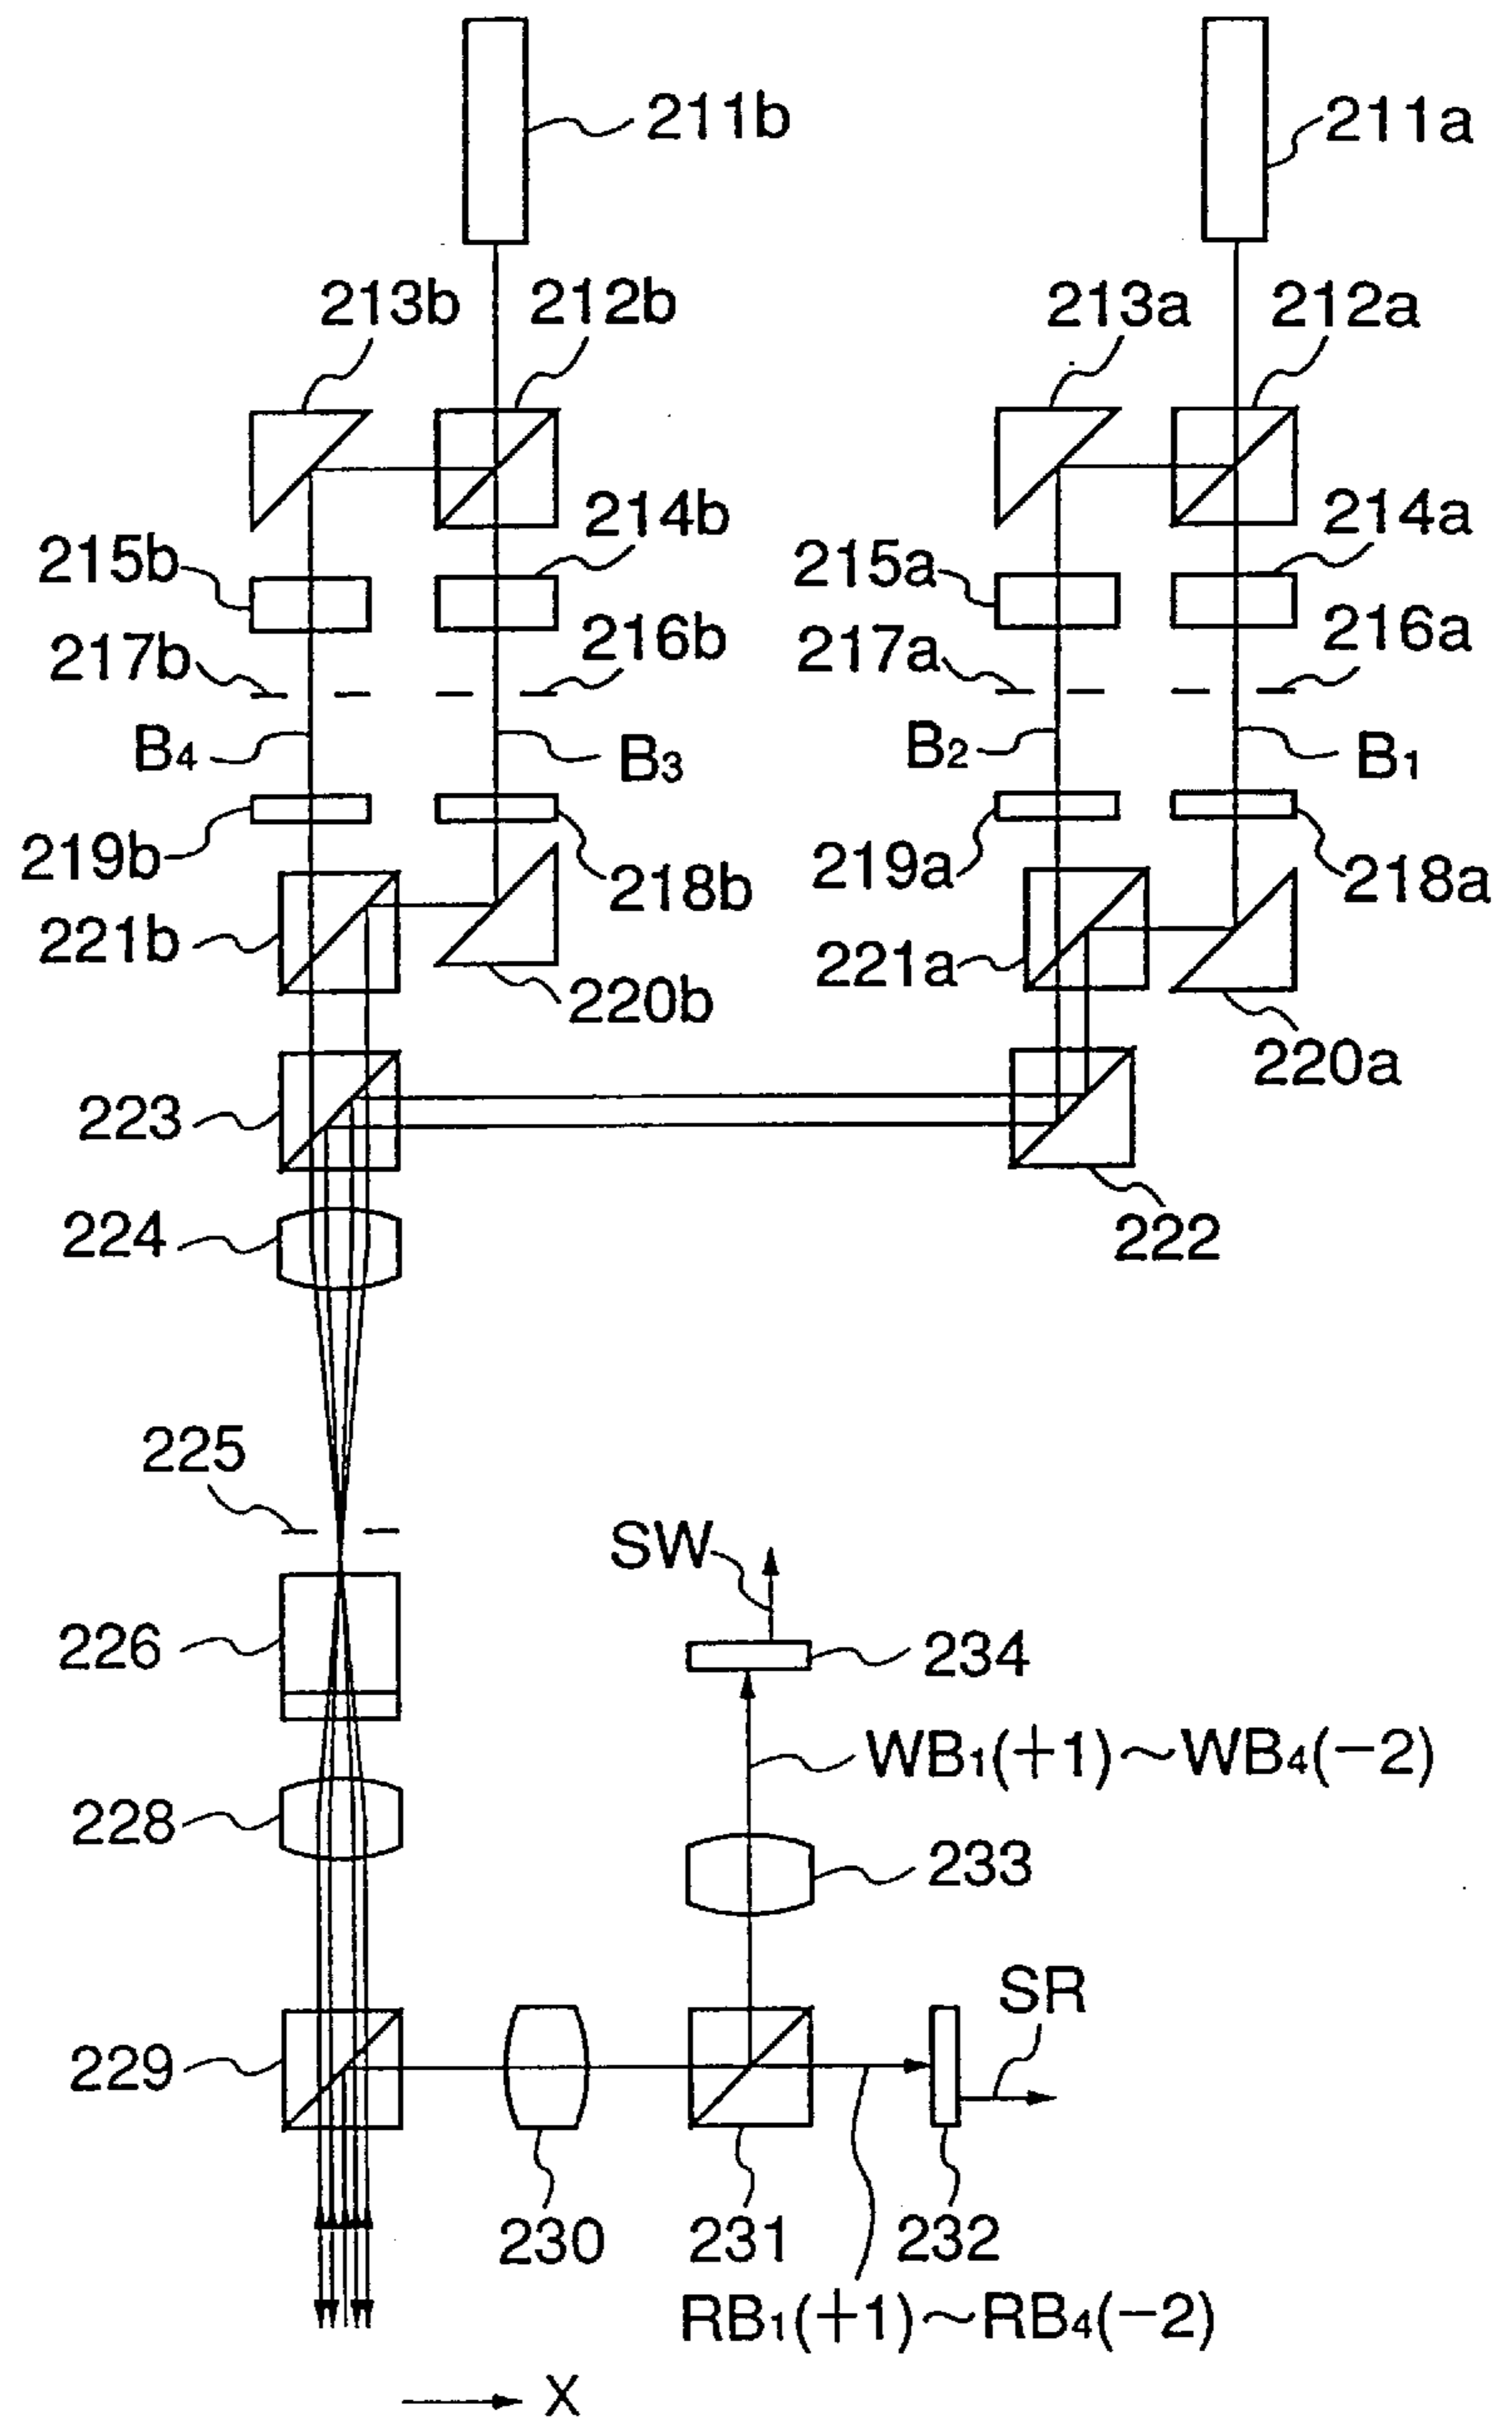 211b 211a
213b 212b 213a 212a
214b 214a
215b 215a
216b 216a
217b 217a
B4 B3 B2 B1
219b 218b 219a 218a
221b 221a
220b 220a
223
224 222
225
SW
226 234
WB1(+1)～WB4(−2)
228
233
SR
229
230 231 232
RB1(+1)～RB4(−2)
X